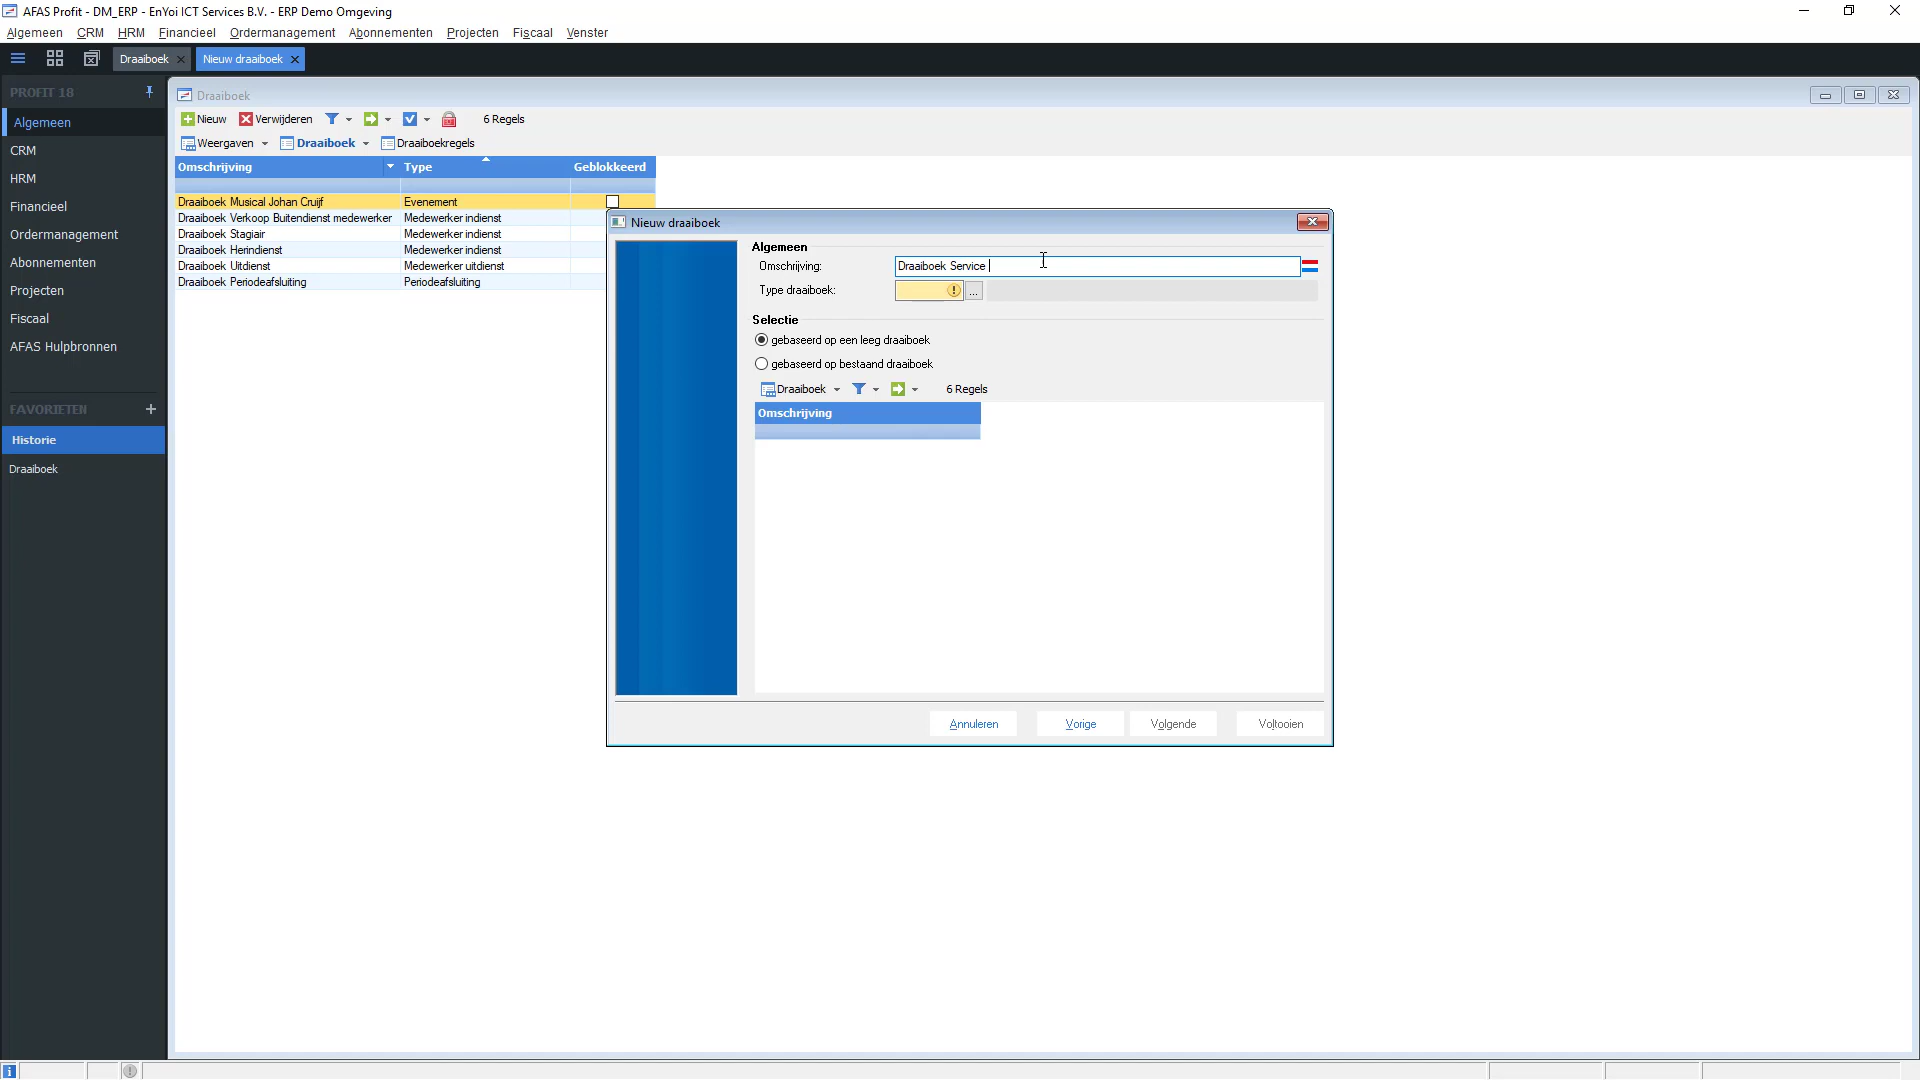 AFAS Profit - DM_ERP - EnYoi ICT Services B.V. - ERP Demo Omgeving
Algemeen CRM HRM Financieel Ordermanagement Abonnementen Projecten Fiscaal Venster
Draaiboek Nieuw draaiboek
PROFIT 18
Algemeen
CRM
HRM
Financieel
Ordermanagement
Abonnementen
Projecten
Fiscaal
AFAS Hulpbronnen
FAVORIETEN
Historie
Draaiboek
Draaiboek
Nieuw Verwijderen 6 Regels
Weergaven Draaiboek Draaiboekregels
Omschrijving Type Geblokkeerd
Draaiboek Musical Johan Cruijf Evenement
Draaiboek Verkoop Buitendienst medewerker Medewerker indienst
Draaiboek Stagiair Medewerker indienst
Draaiboek Herindienst Medewerker indienst
Draaiboek Uitdienst Medewerker uitdienst
Draaiboek Periodeafsluiting Periodeafsluiting
Nieuw draaiboek
Algemeen
Omschrijving: Draaiboek Service
Type draaiboek: ...
Selectie
gebaseerd op een leeg draaiboek
gebaseerd op bestaand draaiboek
Draaiboek 6 Regels
Omschrijving
Annuleren Vorige Volgende Voltooien